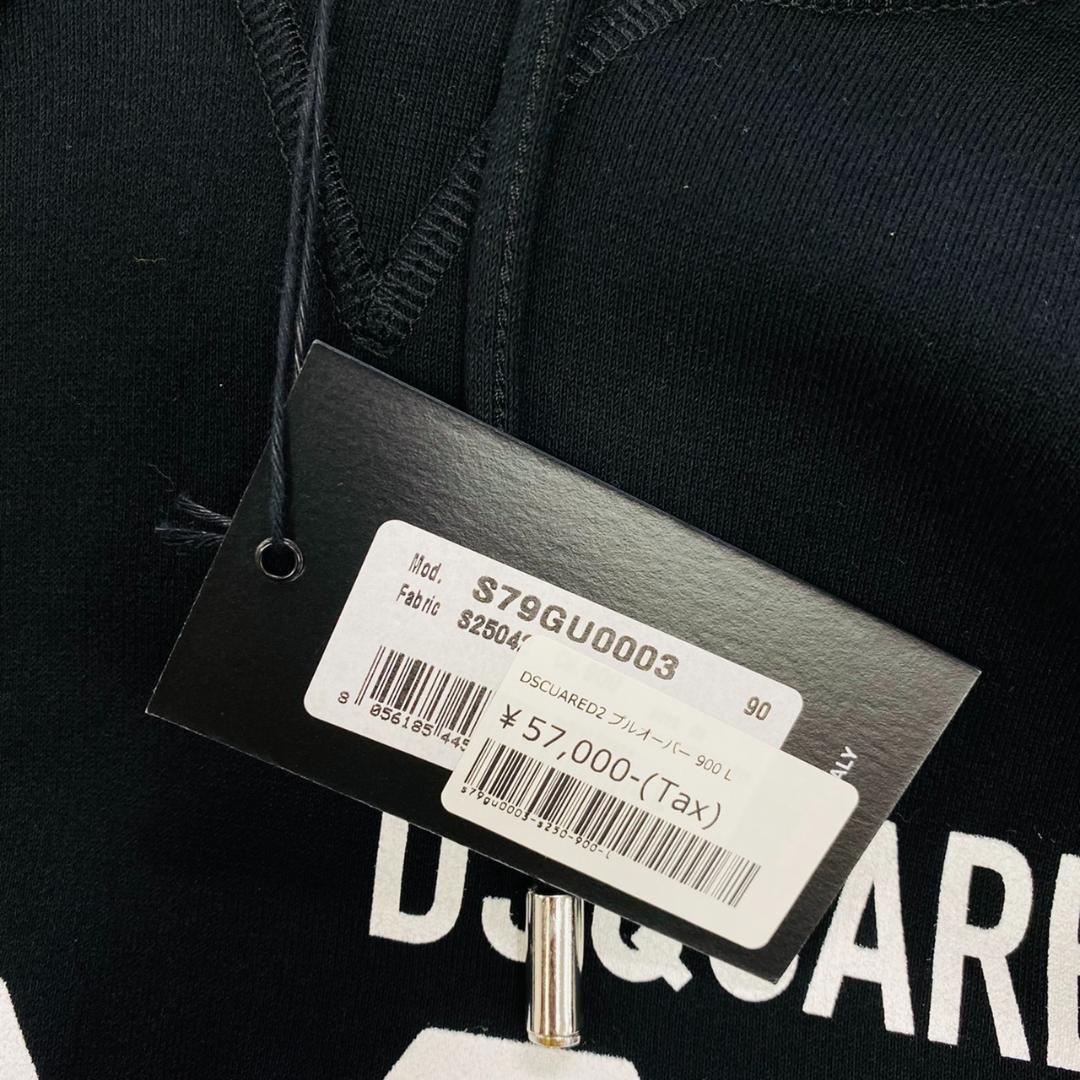 Mod. S79GU0003
Fabric S2504
90
8 056185 445
DSCUARED2 プルオーバー 900 L
¥57,000-(Tax)
s79gu0003-s250-900-L
ALY
DSQUARE